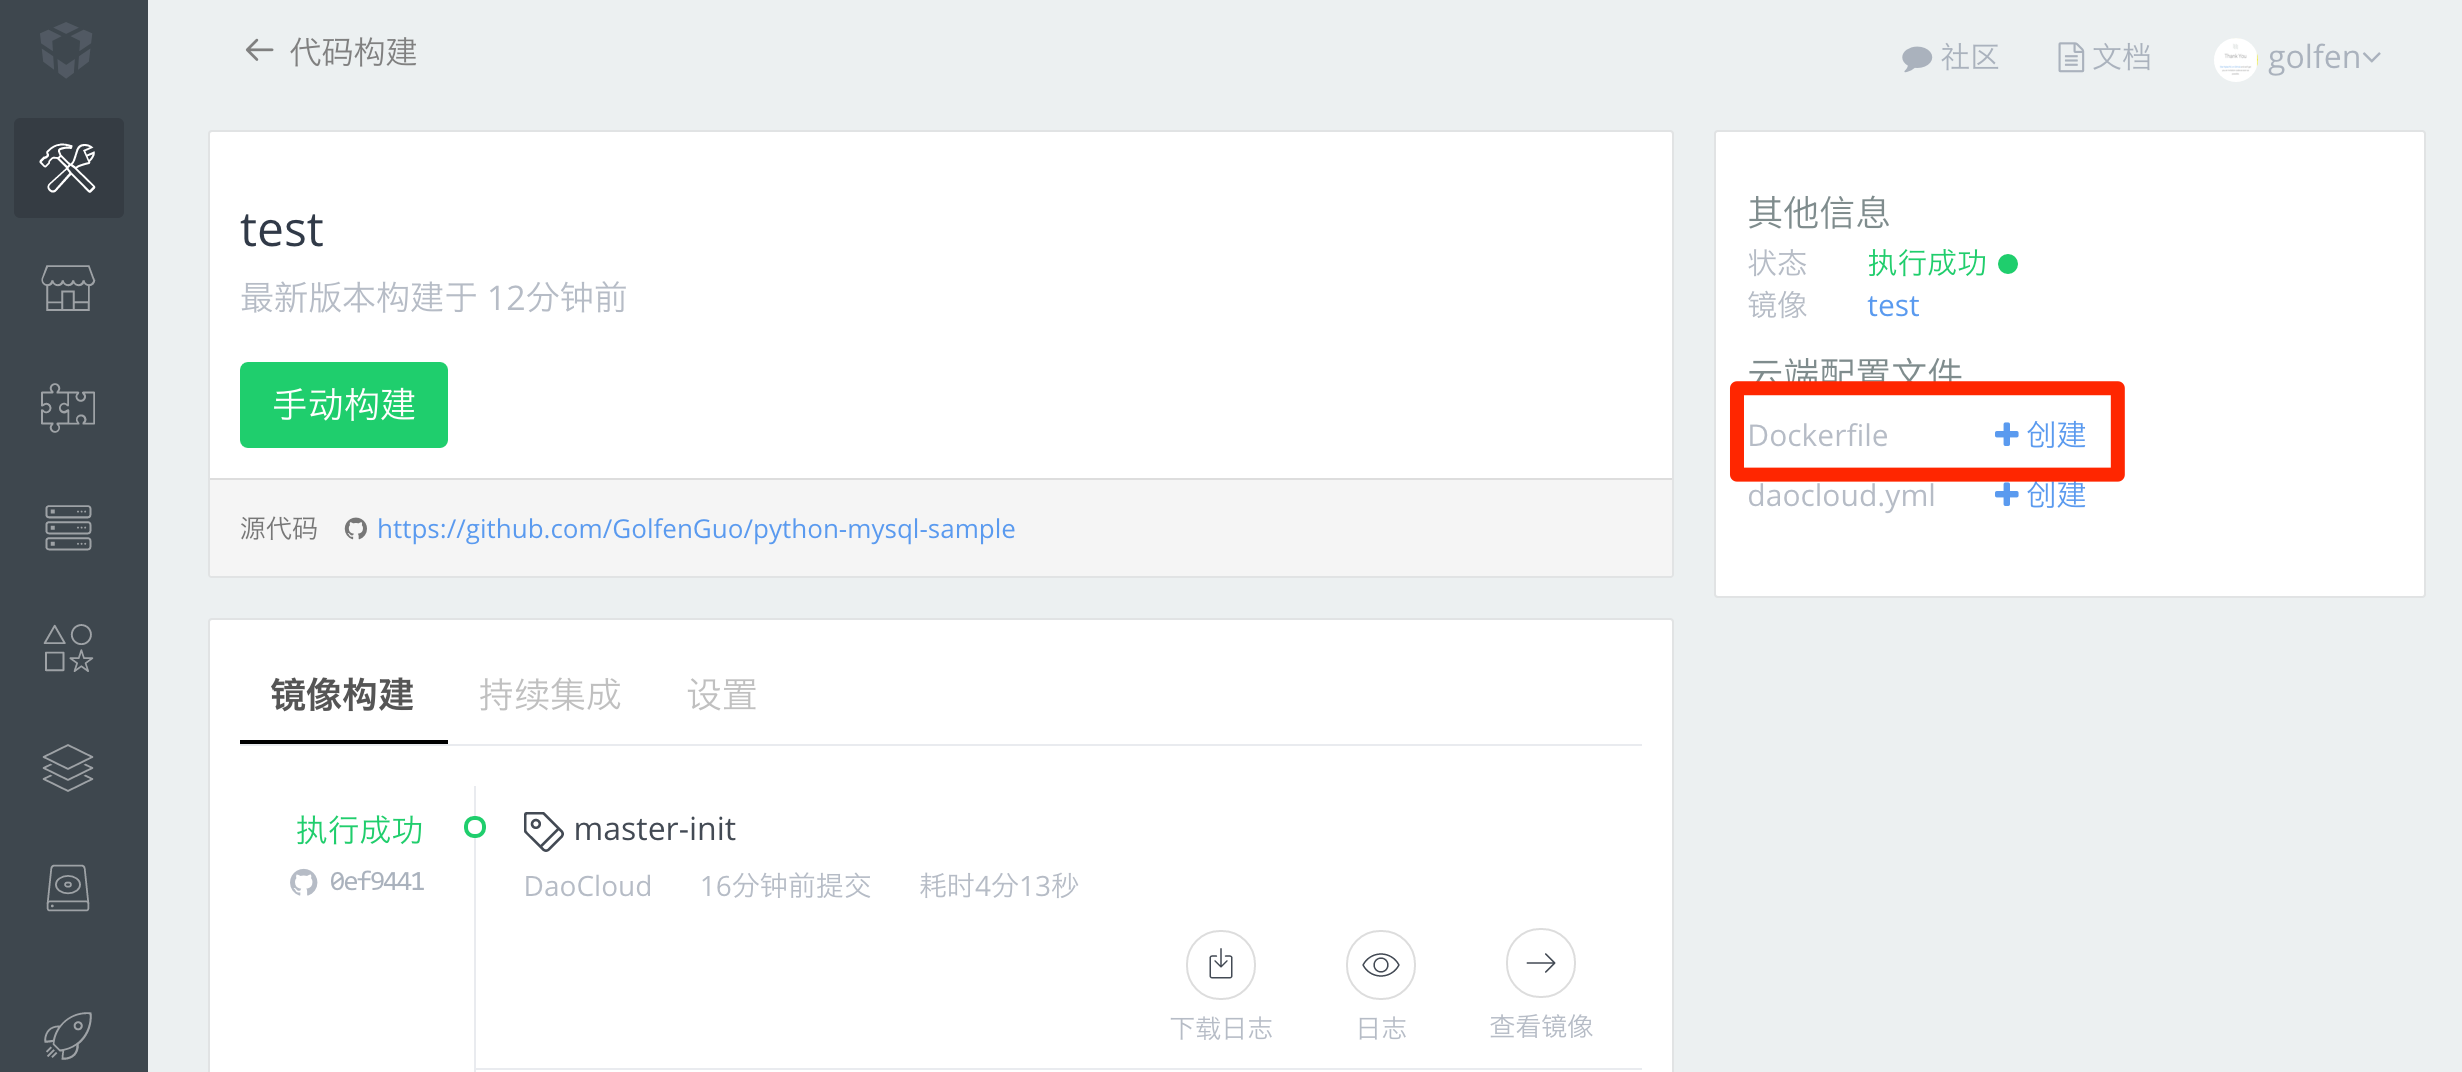 代码构建
社区
文档
golfen
test
最新版本构建于 12分钟前
手动构建
源代码 https://github.com/GolfenGuo/python-mysql-sample
其他信息
状态 执行成功
镜像 test
云端配置文件
Dockerfile 创建
daocloud.yml 创建
镜像构建 持续集成 设置
执行成功
0ef9441
master-init
DaoCloud 16分钟前提交 耗时4分13秒
下载日志 日志 查看镜像